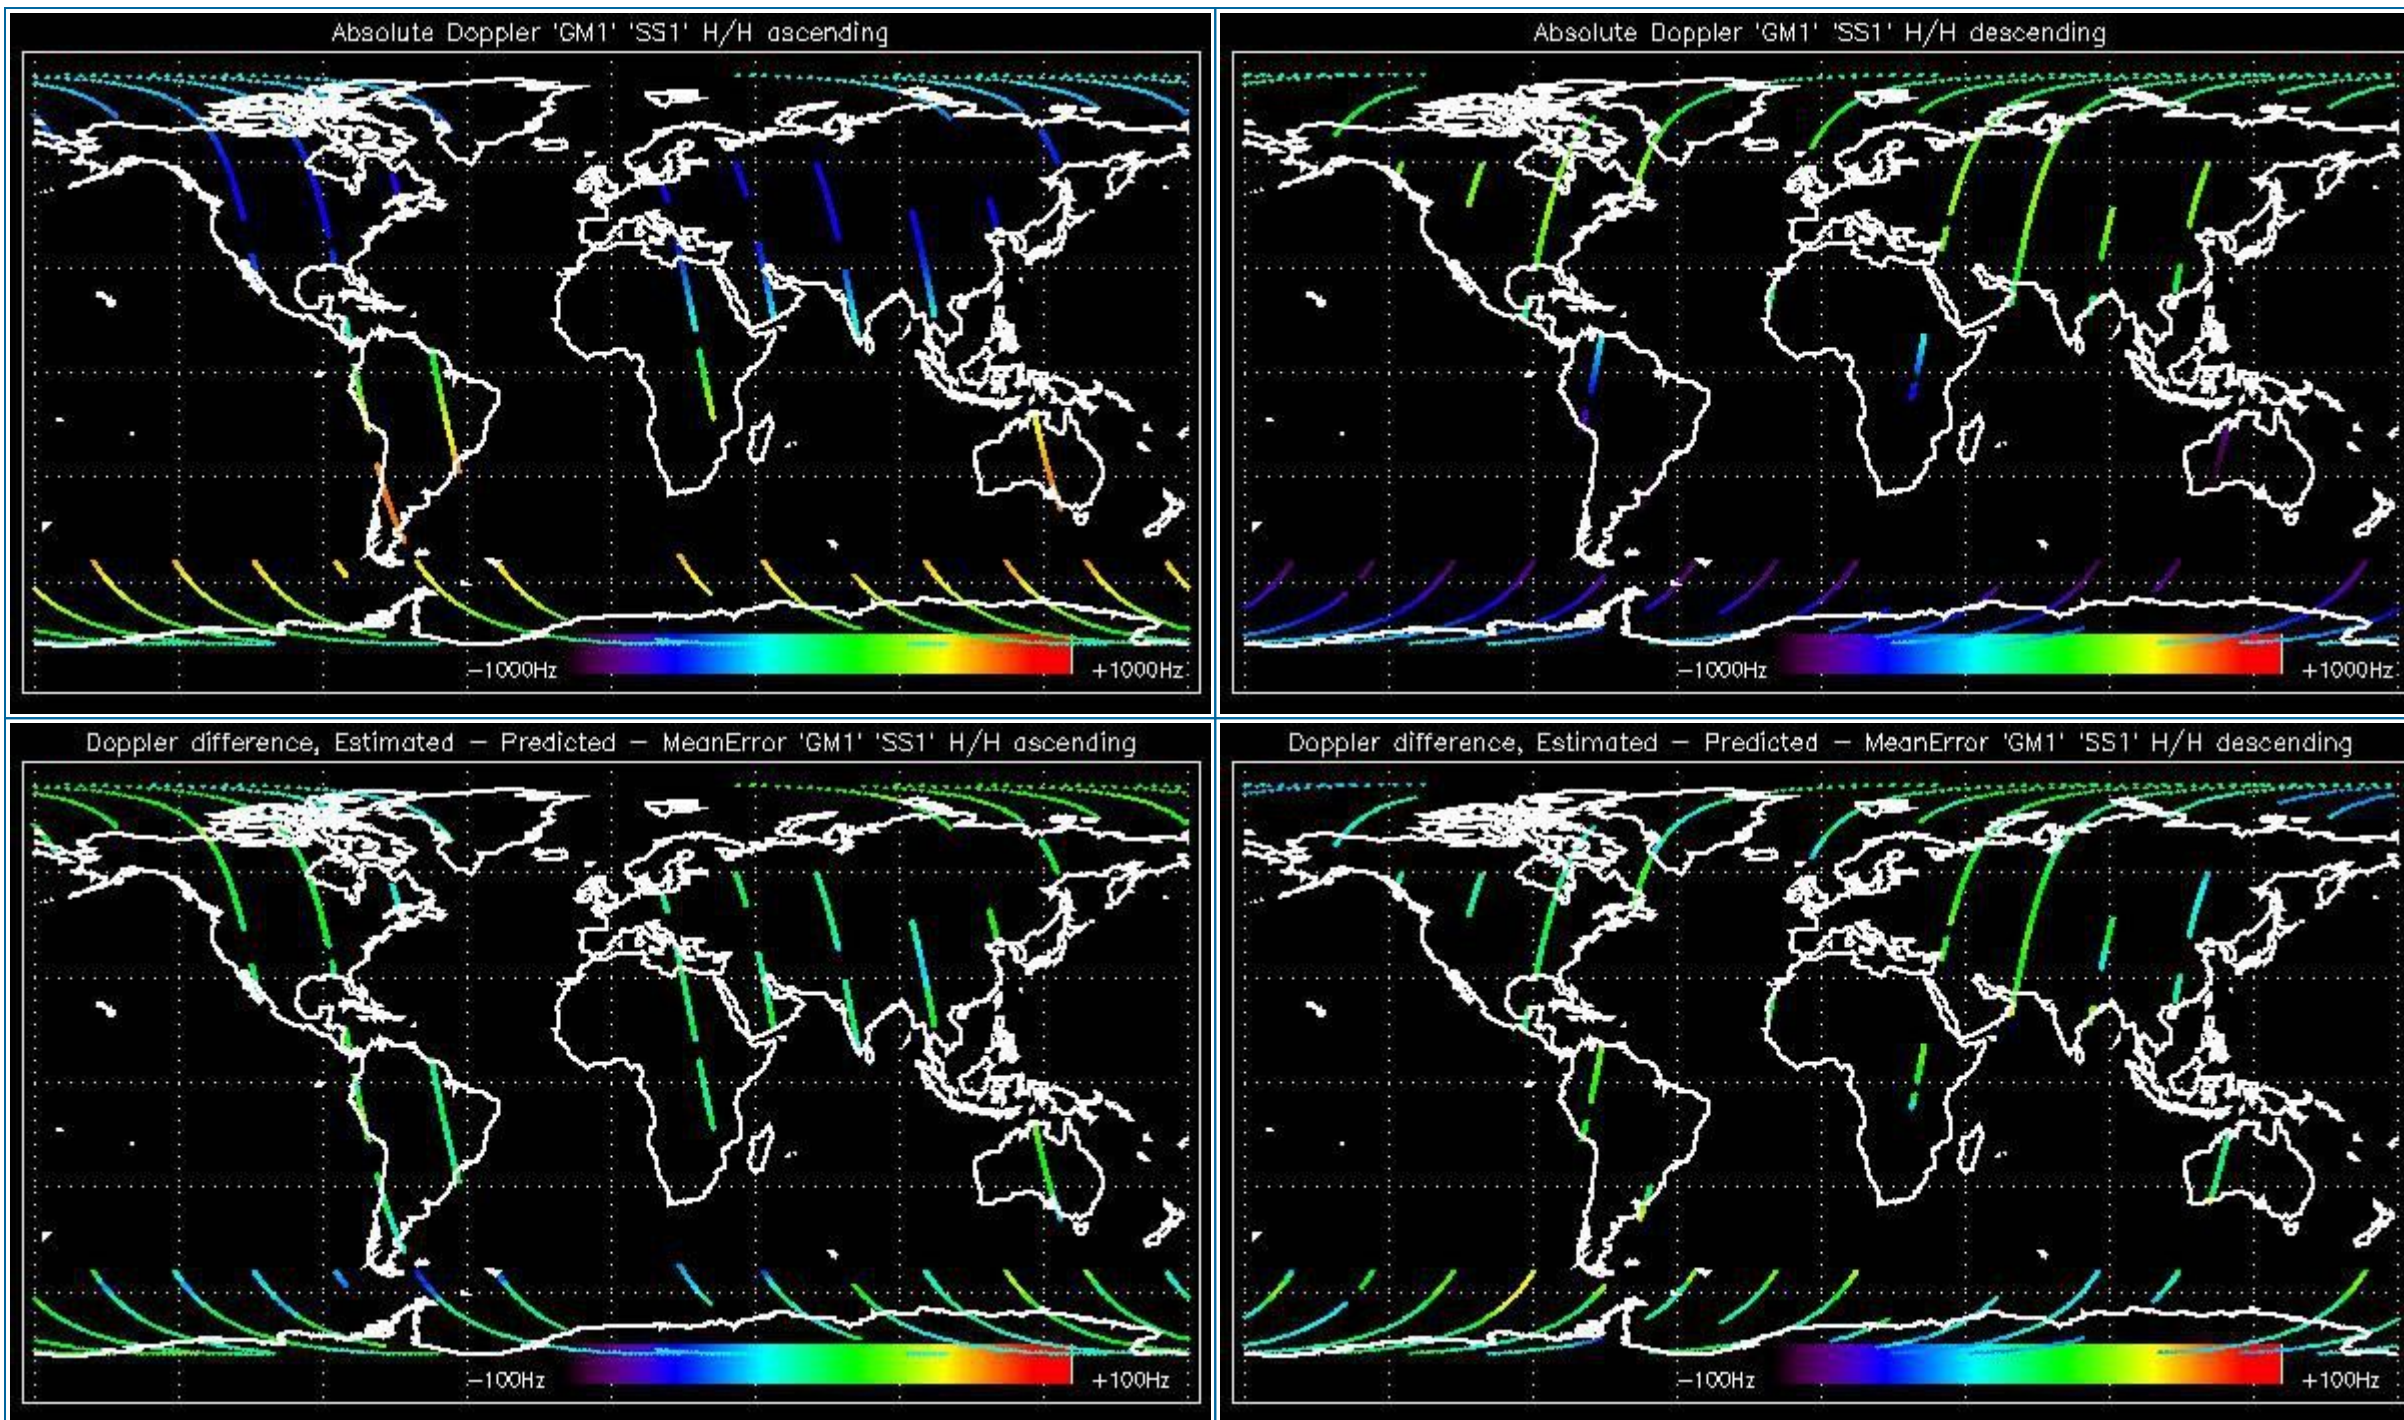 Absolute Doppler 'GM1' 'SS1' H/H ascending
-1000Hz
+1000Hz
Absolute Doppler 'GM1' 'SS1' H/H descending
-1000Hz
+1000Hz
Doppler difference, Estimated - Predicted - MeanError 'GM1' 'SS1' H/H ascending
-100Hz
+100Hz
Doppler difference, Estimated - Predicted - MeanError 'GM1' 'SS1' H/H descending
-100Hz
+100Hz